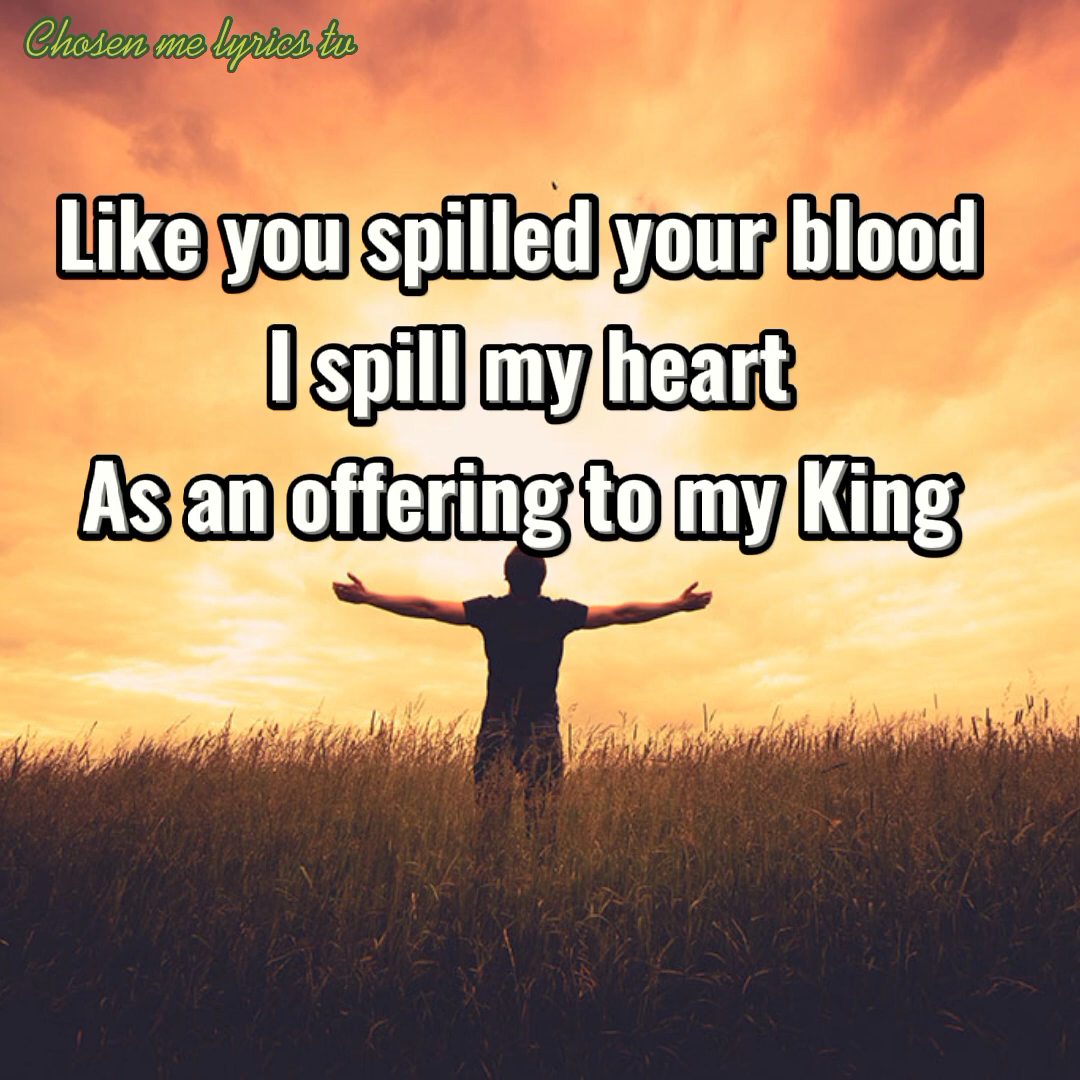 Chosen me lyrics tv
Like you spilled your blood
I spill my heart
As an offering to my King